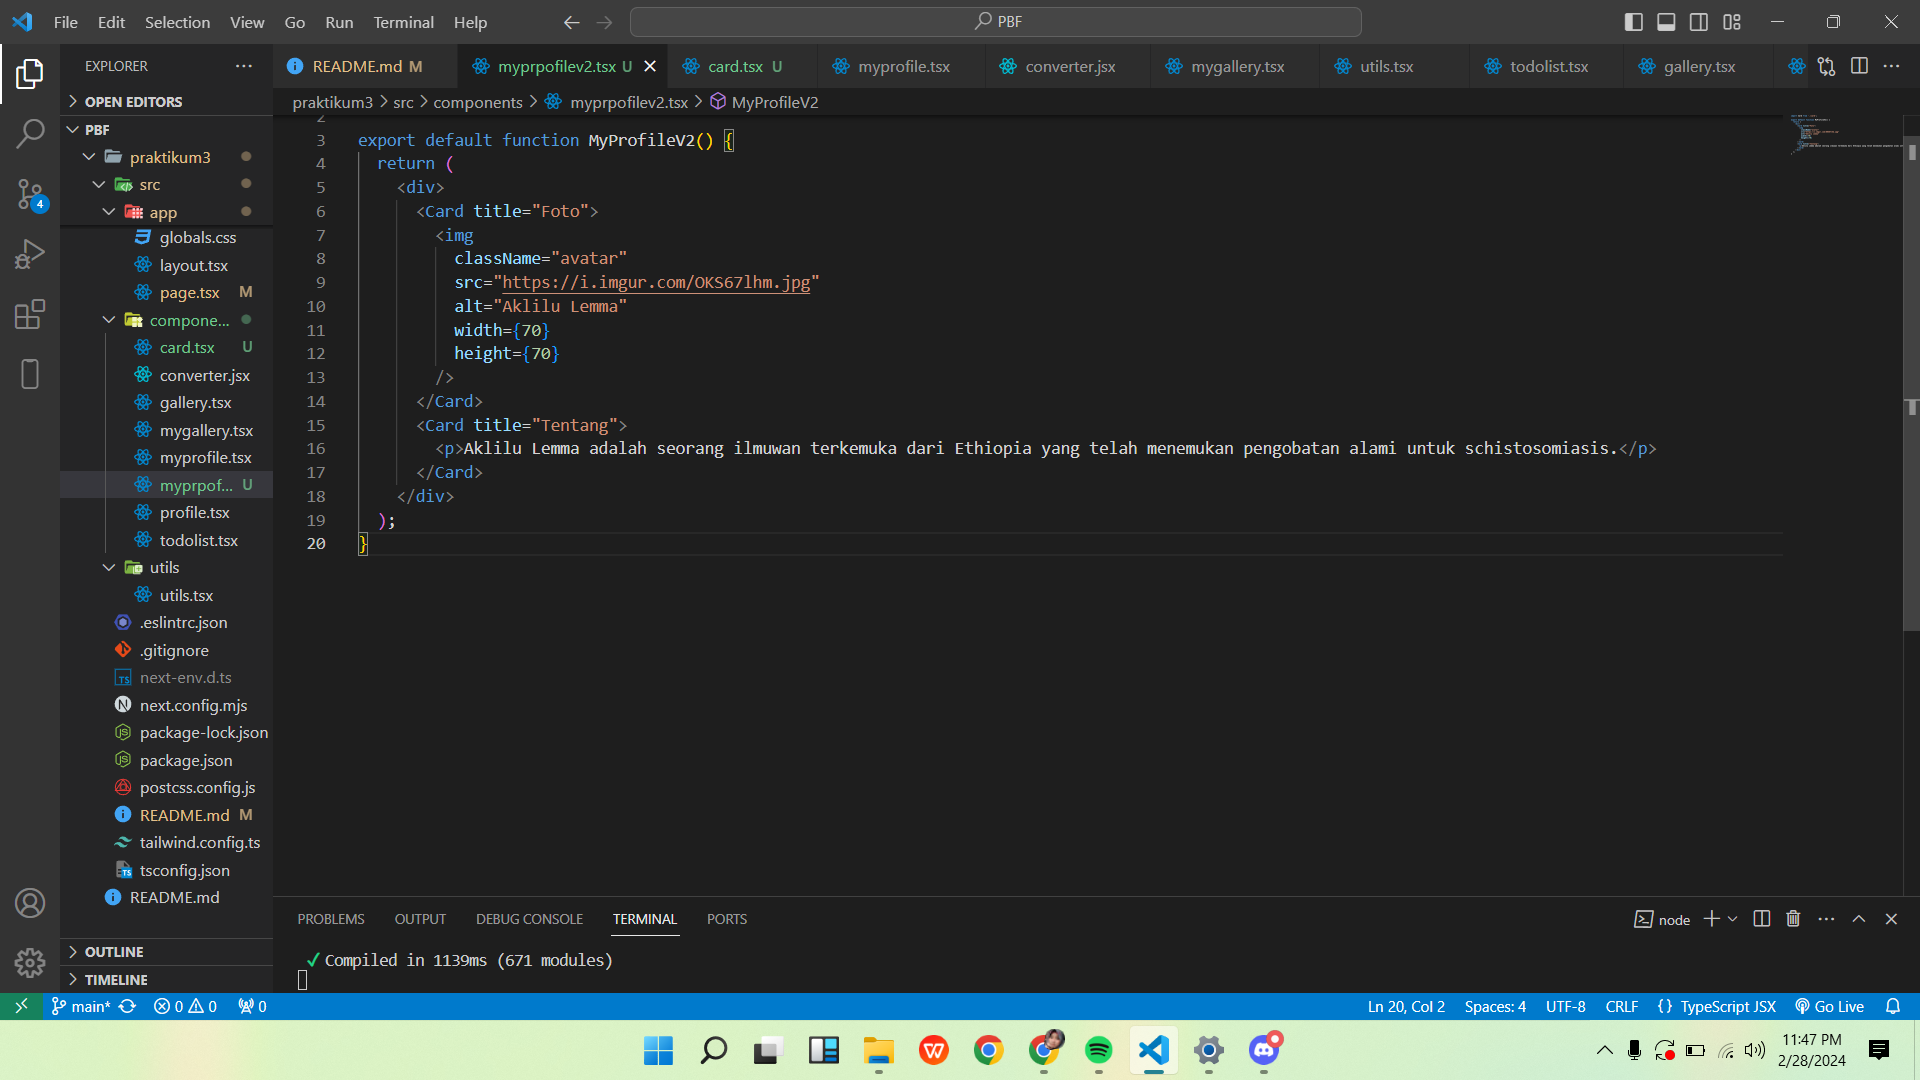 File Edit Selection View Go Run Terminal Help
PBF
EXPLORER
README.md M
myprpofilev2.tsx U
card.tsx U
myprofile.tsx
converter.jsx
mygallery.tsx
utils.tsx
todolist.tsx
gallery.tsx
praktikum3 > src > components > myprpofilev2.tsx > MyProfileV2
OPEN EDITORS
PBF
praktikum3
src
app
globals.css
layout.tsx
page.tsx M
compone...
card.tsx U
converter.jsx
gallery.tsx
mygallery.tsx
myprofile.tsx
myprpof... U
profile.tsx
todolist.tsx
utils
utils.tsx
.eslintrc.json
.gitignore
next-env.d.ts
next.config.mjs
package-lock.json
package.json
postcss.config.js
README.md M
tailwind.config.ts
tsconfig.json
README.md
OUTLINE
TIMELINE
4
2
3 export default function MyProfileV2() {
4 return (
5 <div>
6 <Card title="Foto">
7 <img
8 className="avatar"
9 src="https://i.imgur.com/OKS67lhm.jpg"
10 alt="Aklilu Lemma"
11 width={70}
12 height={70}
13 />
14 </Card>
15 <Card title="Tentang">
16 <p>Aklilu Lemma adalah seorang ilmuwan terkemuka dari Ethiopia yang telah menemukan pengobatan alami untuk schistosomiasis.</p>
17 </Card>
18 </div>
19 );
20 }
PROBLEMS OUTPUT DEBUG CONSOLE TERMINAL PORTS
node
✓ Compiled in 1139ms (671 modules)
main* 0 0 0
Ln 20, Col 2 Spaces: 4 UTF-8 CRLF {} TypeScript JSX Go Live
11:47 PM
2/28/2024